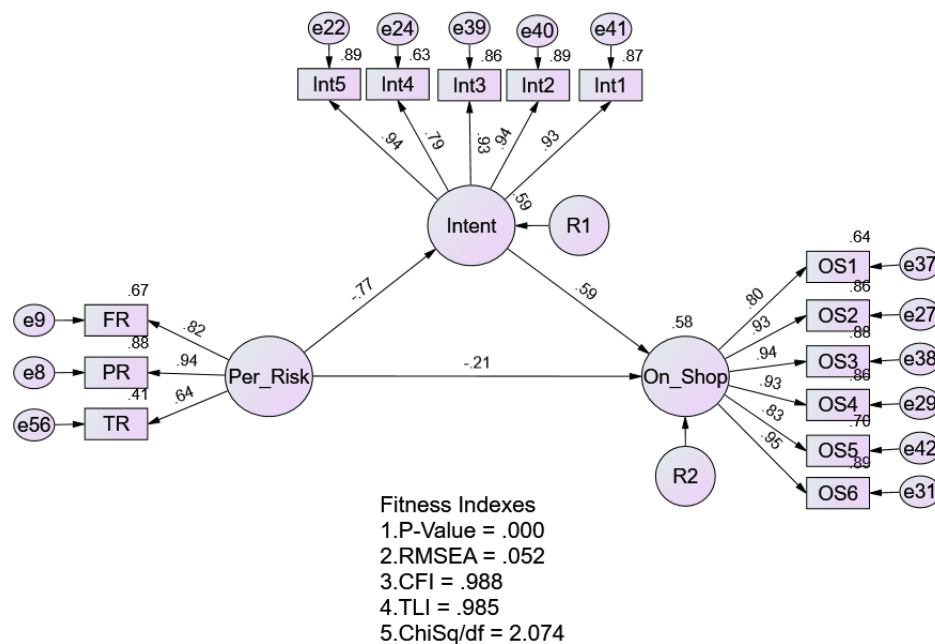 e22 e24 e39 e40 e41
.89 .63 .86 .89 .87
Int5 Int4 Int3 Int2 Int1
.94 .79 .93 .94 .93
.59
Intent R1
-.77 .59
.64
OS1 e37
.80
.86
OS2 e27
.93
.88
OS3 e38
.94
.86
OS4 e29
.93
.70
OS5 e42
.83
.89
OS6 e31
.95
.58
On_Shop
R2
-.21
.67
e9 FR .82
.88
e8 PR .94
.41
e56 TR .64
Per_Risk
Fitness Indexes
1.P-Value = .000
2.RMSEA = .052
3.CFI = .988
4.TLI = .985
5.ChiSq/df = 2.074